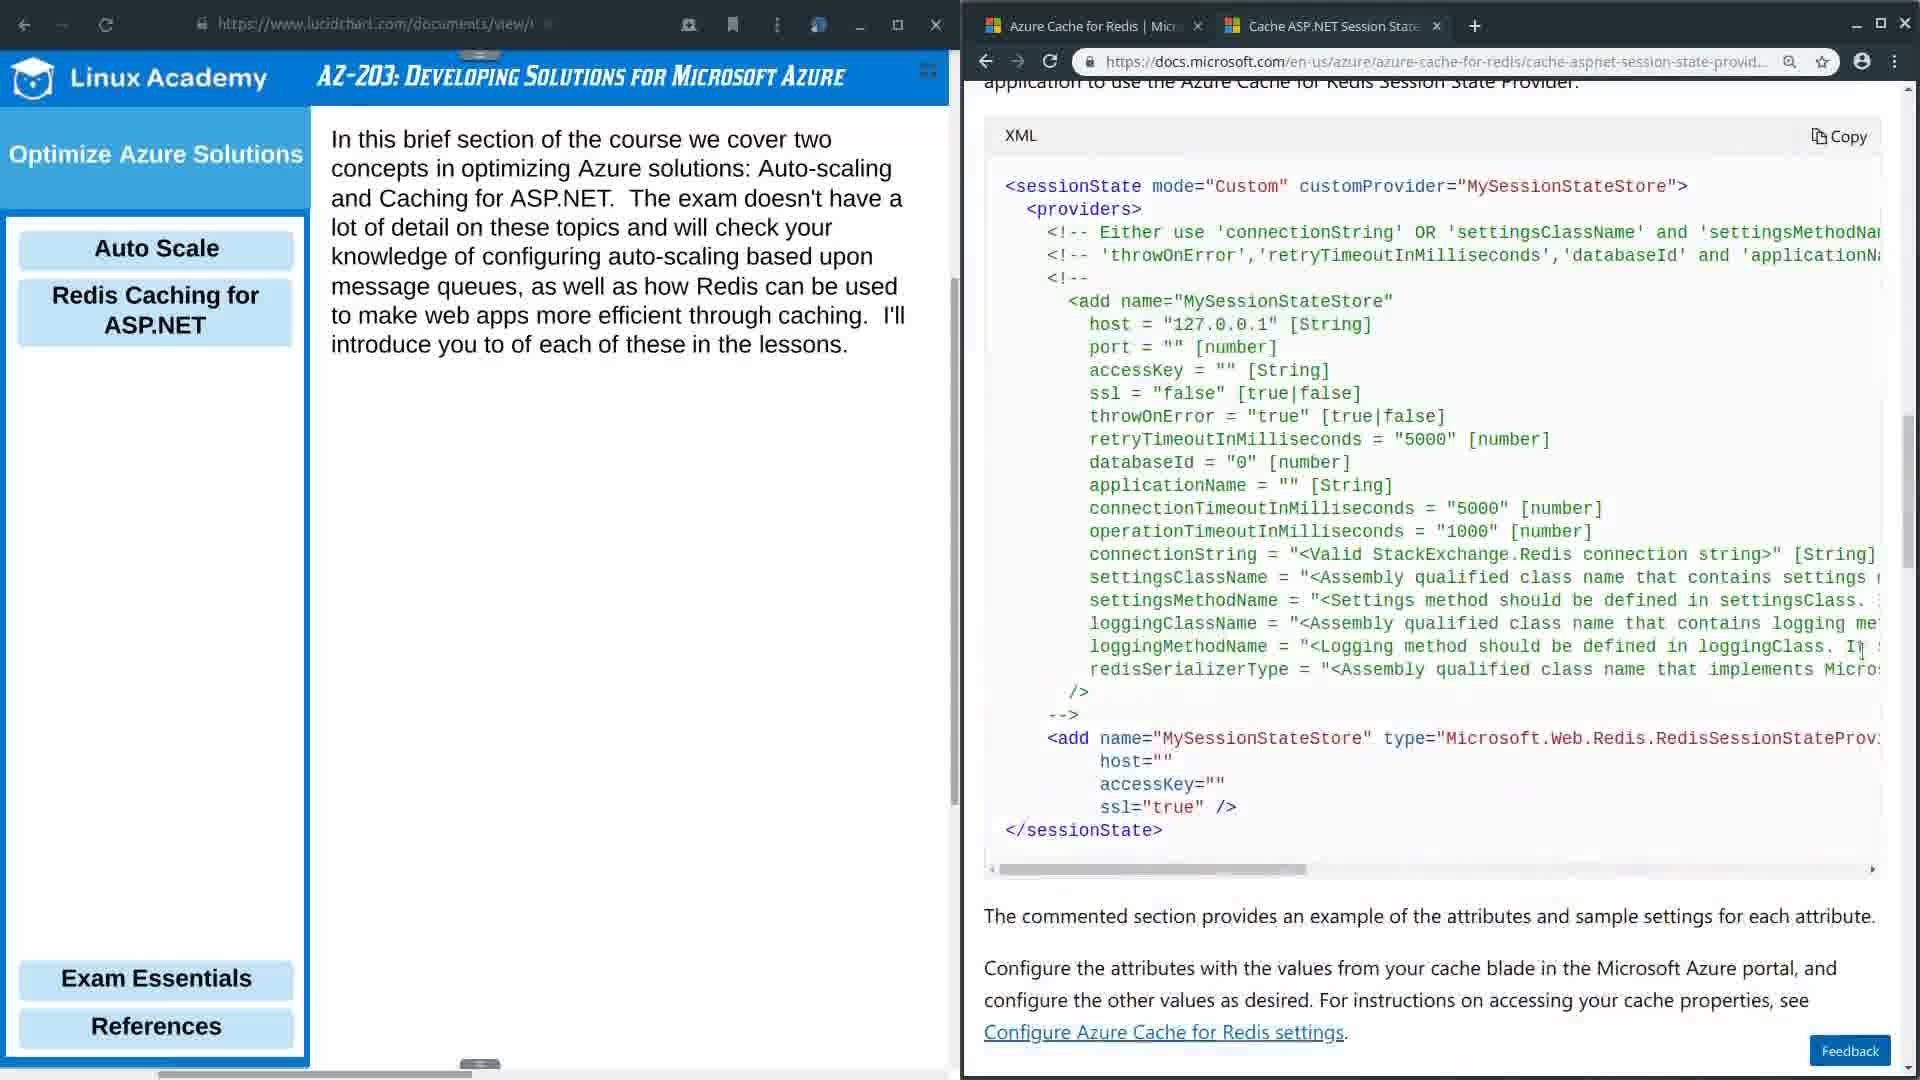 https://www.lucidchart.com/documents/view/
Linux Academy
AZ-203: Developing Solutions for Microsoft Azure
Optimize Azure Solutions
Auto Scale
Redis Caching for
ASP.NET
Exam Essentials
References
In this brief section of the course we cover two
concepts in optimizing Azure solutions: Auto-scaling
and Caching for ASP.NET.  The exam doesn't have a
lot of detail on these topics and will check your
knowledge of configuring auto-scaling based upon
message queues, as well as how Redis can be used
to make web apps more efficient through caching.  I'll
introduce you to of each of these in the lessons.
Azure Cache for Redis | Micr
Cache ASP.NET Session State
https://docs.microsoft.com/en-us/azure/azure-cache-for-redis/cache-aspnet-session-state-provid...
application to use the Azure Cache for Redis Session State Provider.
XML
Copy
<sessionState mode="Custom" customProvider="MySessionStateStore">
<providers>
<!-- Either use 'connectionString' OR 'settingsClassName' and 'settingsMethodNam
<!-- 'throwOnError','retryTimeoutInMilliseconds','databaseId' and 'applicationNa
<!--
<add name="MySessionStateStore"
host = "127.0.0.1" [String]
port = "" [number]
accessKey = "" [String]
ssl = "false" [true|false]
throwOnError = "true" [true|false]
retryTimeoutInMilliseconds = "5000" [number]
databaseId = "0" [number]
applicationName = "" [String]
connectionTimeoutInMilliseconds = "5000" [number]
operationTimeoutInMilliseconds = "1000" [number]
connectionString = "<Valid StackExchange.Redis connection string>" [String]
settingsClassName = "<Assembly qualified class name that contains settings
settingsMethodName = "<Settings method should be defined in settingsClass.
loggingClassName = "<Assembly qualified class name that contains logging met
loggingMethodName = "<Logging method should be defined in loggingClass. It
redisSerializerType = "<Assembly qualified class name that implements Micros
/>
-->
<add name="MySessionStateStore" type="Microsoft.Web.Redis.RedisSessionStateProvi
host=""
accessKey=""
ssl="true" />
</sessionState>
The commented section provides an example of the attributes and sample settings for each attribute.
Configure the attributes with the values from your cache blade in the Microsoft Azure portal, and
configure the other values as desired. For instructions on accessing your cache properties, see
Configure Azure Cache for Redis settings.
Feedback